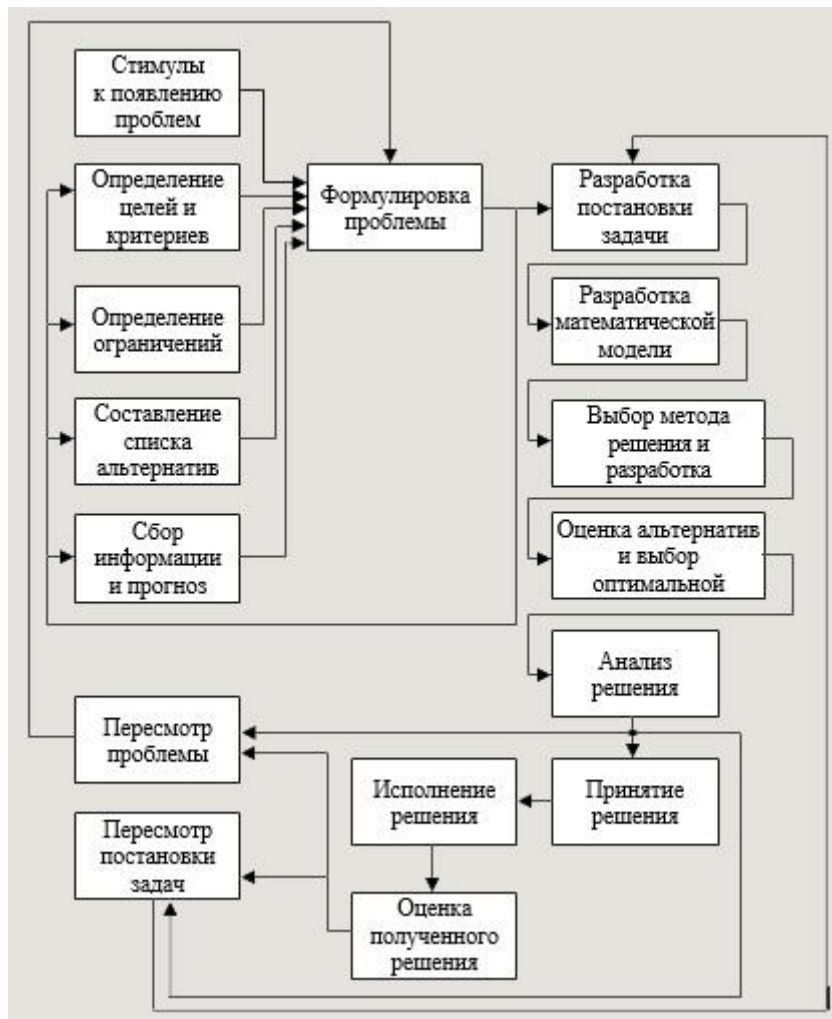 Стимулы
к появлению
проблем
Определение
целей и
критериев
Определение
ограничений
Составление
списка
альтернатив
Сбор
информации
и прогноз
Формулировка
проблемы
Разработка
постановки
задачи
Разработка
математической
модели
Выбор метода
решения и
разработка
Оценка альтернатив
и выбор
оптимальной
Анализ
решения
Принятие
решения
Исполнение
решения
Оценка
полученного
решения
Пересмотр
проблемы
Пересмотр
постановки
задач